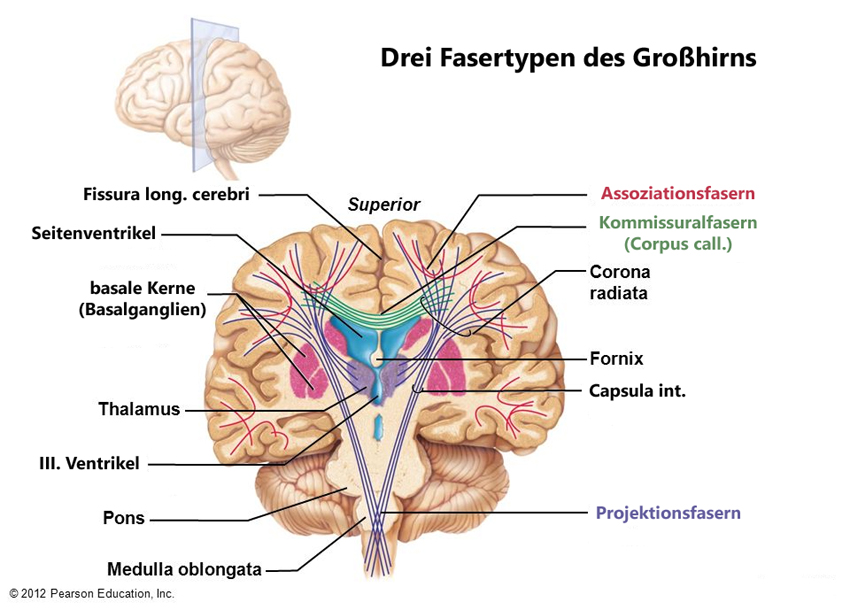 Drei Fasertypen des Großhirns
Fissura long. cerebri
Superior
Assoziationsfasern
Seitenventrikel
Kommissuralfasern
(Corpus call.)
basale Kerne
(Basalganglien)
Corona
radiata
Fornix
Capsula int.
Thalamus
III. Ventrikel
Pons
Projektionsfasern
Medulla oblongata
© 2012 Pearson Education, Inc.